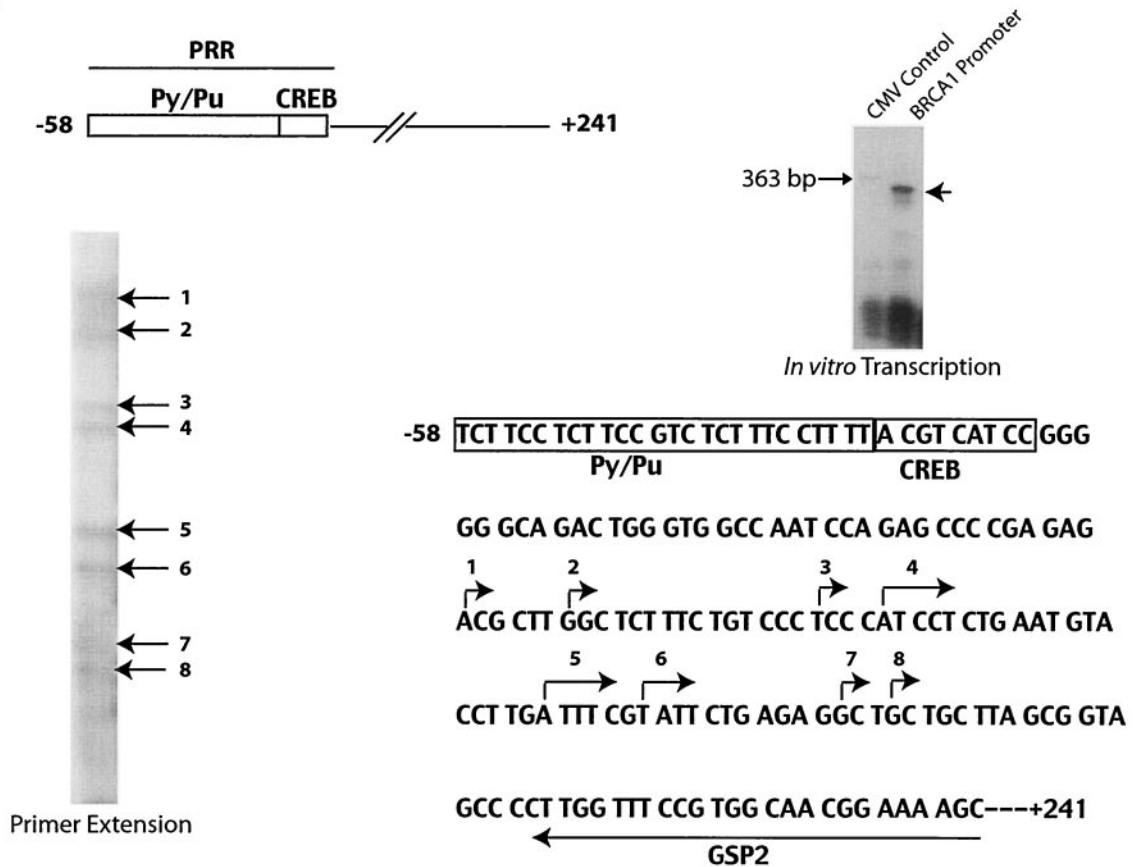 PRR
Py/Pu CREB
-58 +241
CMV Control
BRCA1 Promoter
363 bp
In vitro Transcription
1
2
3
4
5
6
7
8
Primer Extension
-58 TCT TCC TCT TCC GTC TCT TTC CTT TT A CGT CAT CC GGG
Py/Pu CREB
GG GCA GAC TGG GTG GCC AAT CCA GAG CCC CGA GAG
1 2 3 4
ACG CTT GGC TCT TTC TGT CCC TCC CAT CCT CTG AAT GTA
5 6 7 8
CCT TGA TTT CGT ATT CTG AGA GGC TGC TGC TTA GCG GTA
GCC CCT TGG TTT CCG TGG CAA CGG AAA AGC---+241
GSP2